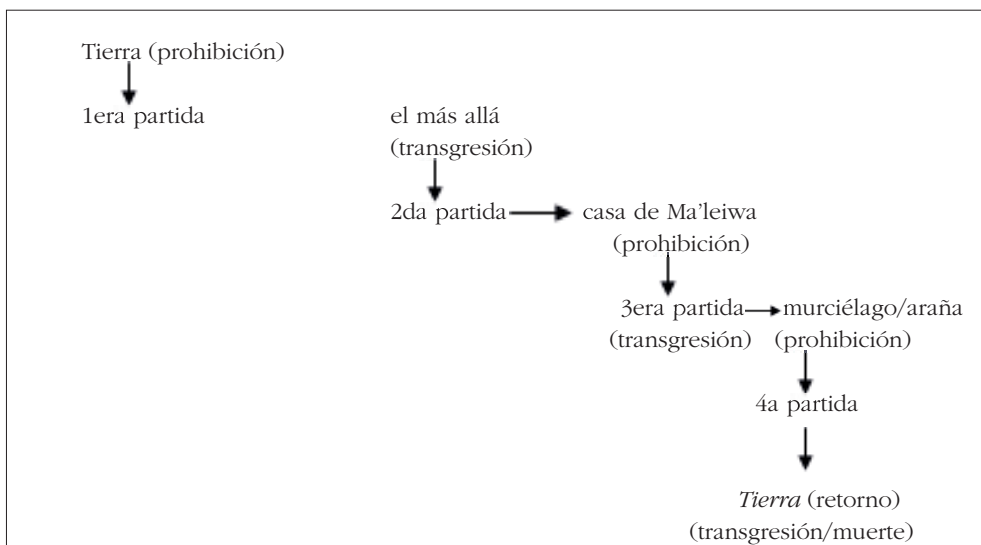 Tierra (prohibición)
1era partida
el más allá
(transgresión)
2da partida
casa de Ma’leiwa
(prohibición)
3era partida
(transgresión)
murciélago/araña
(prohibición)
4a partida
Tierra (retorno)
(transgresión/muerte)